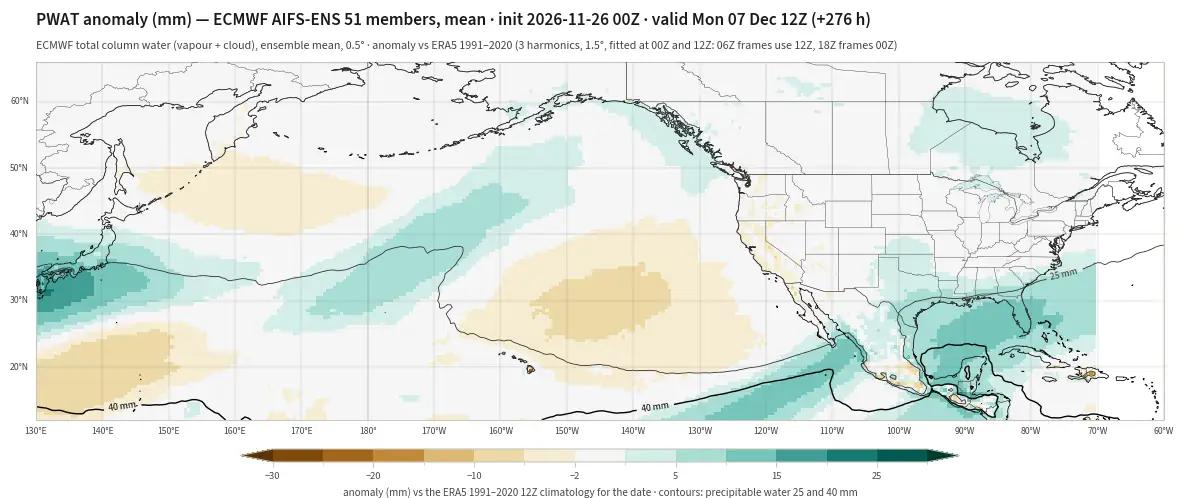 PWAT anomaly (mm) — ECMWF AIFS-ENS 51 members, mean · init 2026-11-26 00Z · valid Mon 07 Dec 12Z (+276 h)
ECMWF total column water (vapour + cloud), ensemble mean, 0.5° · anomaly vs ERA5 1991–2020 (3 harmonics, 1.5°, fitted at 00Z and 12Z: 06Z frames use 12Z, 18Z frames 00Z)
60°N
50°N
40°N
25 mm
30°N
20°N
40 mm
40 mm
130°E 140°E 150°E 160°E 170°E 180° 170°W 160°W 150°W 140°W 130°W 120°W 110°W 100°W 90°W 80°W 70°W 60°W
−30 −20 −10 −2 5 15 25
anomaly (mm) vs the ERA5 1991–2020 12Z climatology for the date · contours: precipitable water 25 and 40 mm